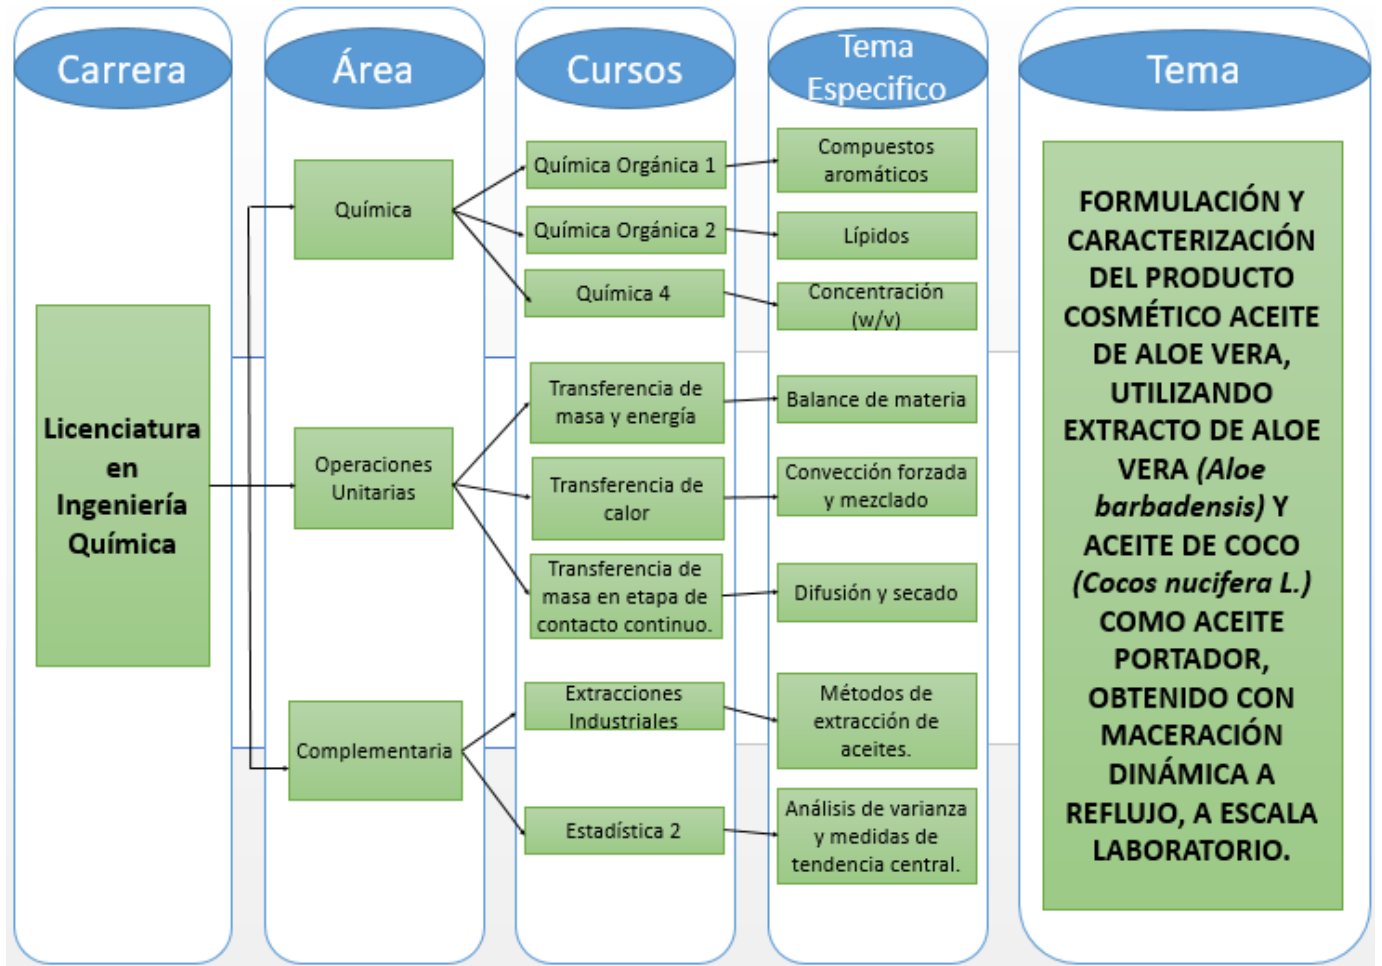 Carrera
Área
Cursos
Tema
Especifico
Tema
Licenciatura
en
Ingeniería
Química
Química
Operaciones
Unitarias
Complementaria
Química Orgánica 1
Química Orgánica 2
Química 4
Transferencia de
masa y energía
Transferencia de
calor
Transferencia de
masa en etapa de
contacto continuo.
Extracciones
Industriales
Estadística 2
Compuestos
aromáticos
Lípidos
Concentración
(w/v)
Balance de materia
Convección forzada
y mezclado
Difusión y secado
Métodos de
extracción de
aceites.
Análisis de varianza
y medidas de
tendencia central.
FORMULACIÓN Y
CARACTERIZACIÓN
DEL PRODUCTO
COSMÉTICO ACEITE
DE ALOE VERA,
UTILIZANDO
EXTRACTO DE ALOE
VERA (Aloe
barbadensis) Y
ACEITE DE COCO
(Cocos nucifera L.)
COMO ACEITE
PORTADOR,
OBTENIDO CON
MACERACIÓN
DINÁMICA A
REFLUJO, A ESCALA
LABORATORIO.